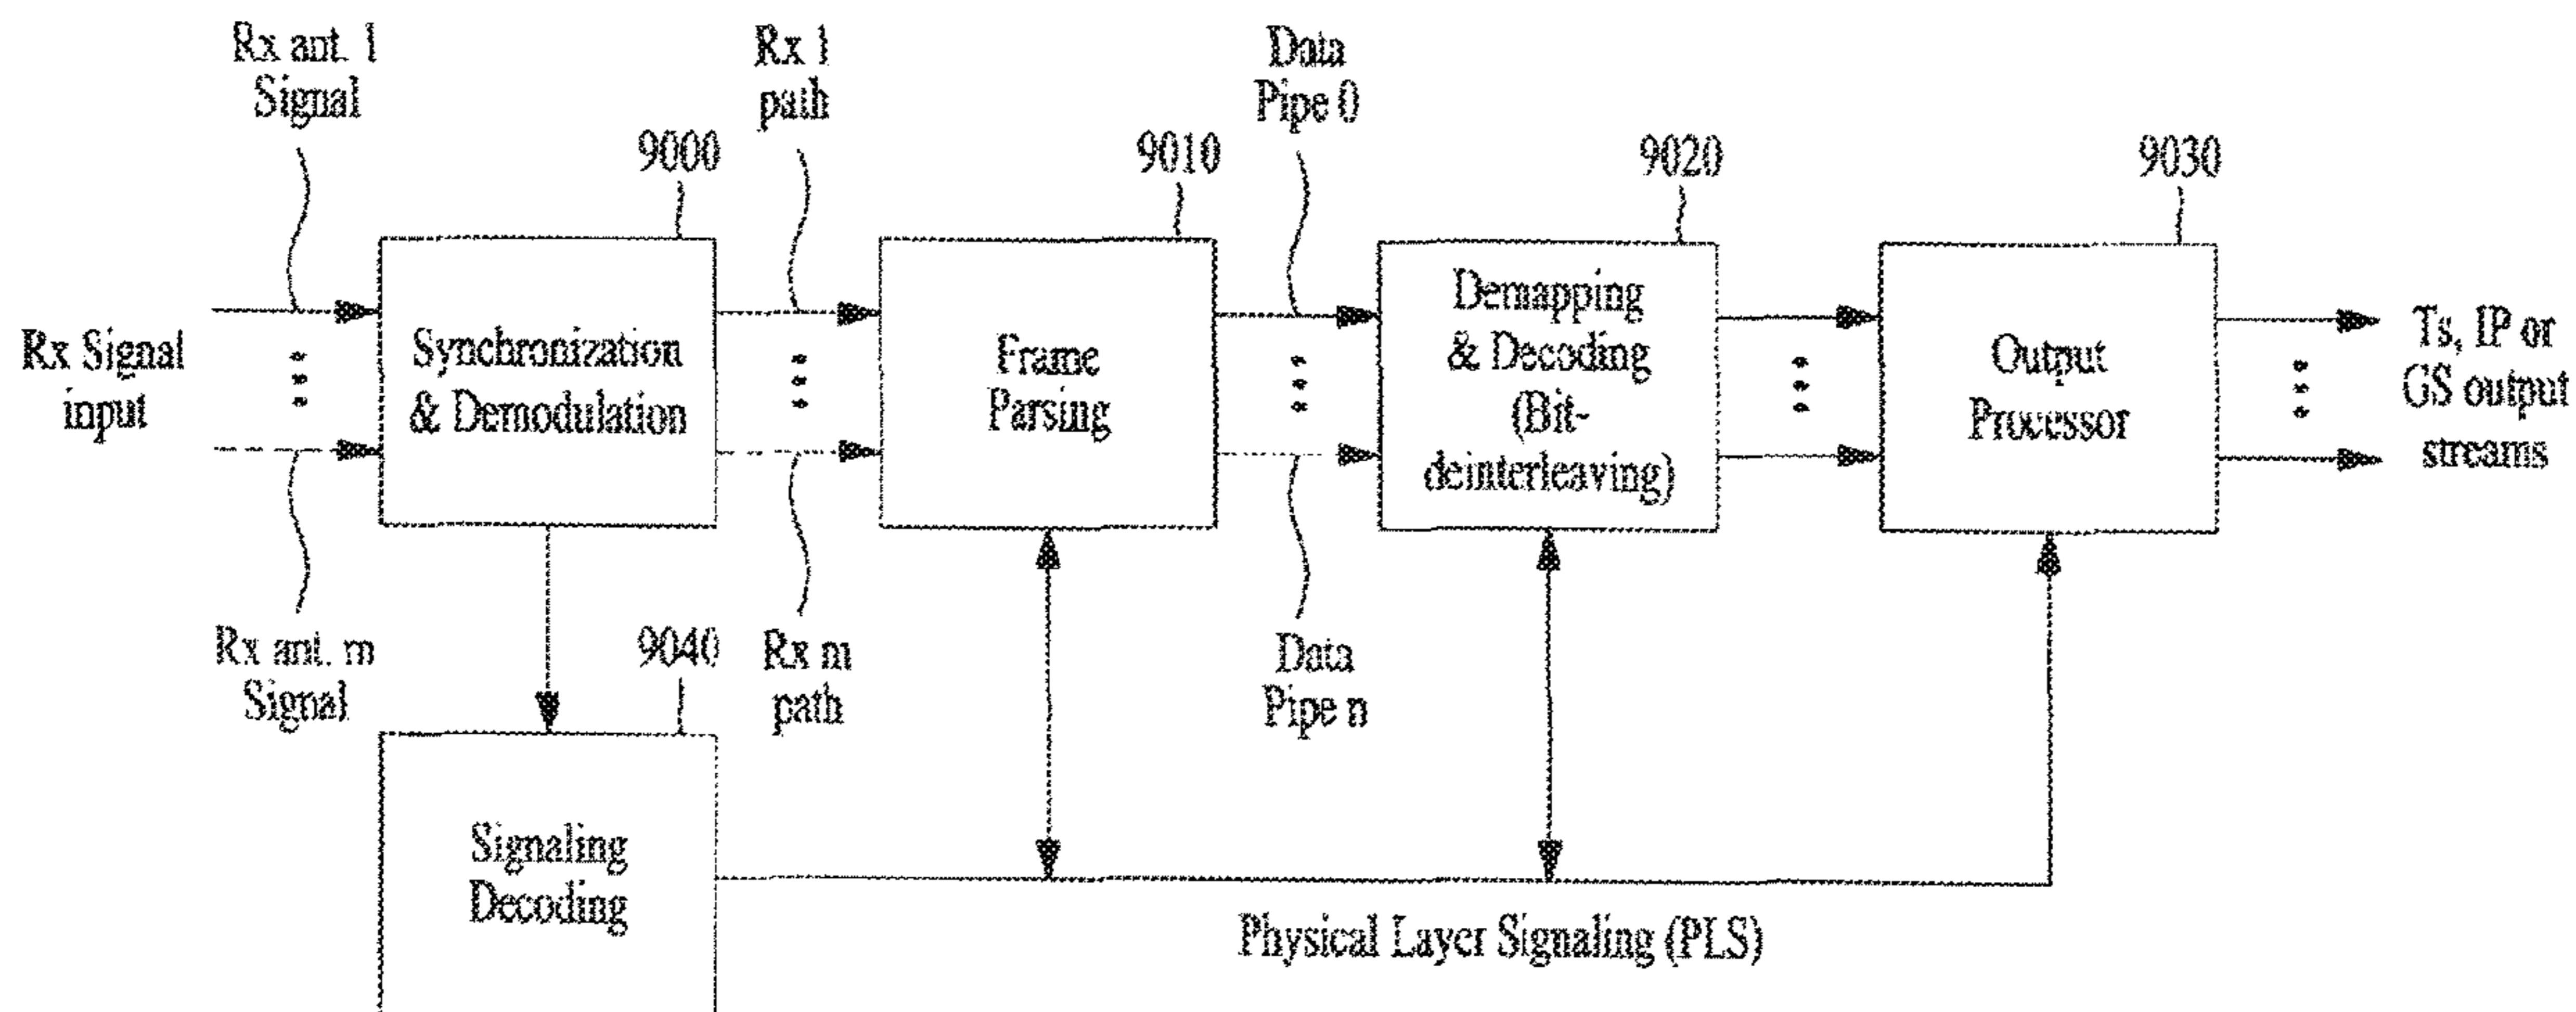 Rx ant. 1
Signal
Rx 1
path
Data
Pipe 0
9000
9010
9020
9030
Rx Signal
input
Synchronization
& Demodulation
Frame
Parsing
Demapping
& Decoding
(Bit-
deinterleaving)
Output
Processor
Ts, IP or
GS output
streams
Rx ant. m
Signal
9040
Rx m
path
Data
Pipe n
Signaling
Decoding
Physical Layer Signaling (PLS)